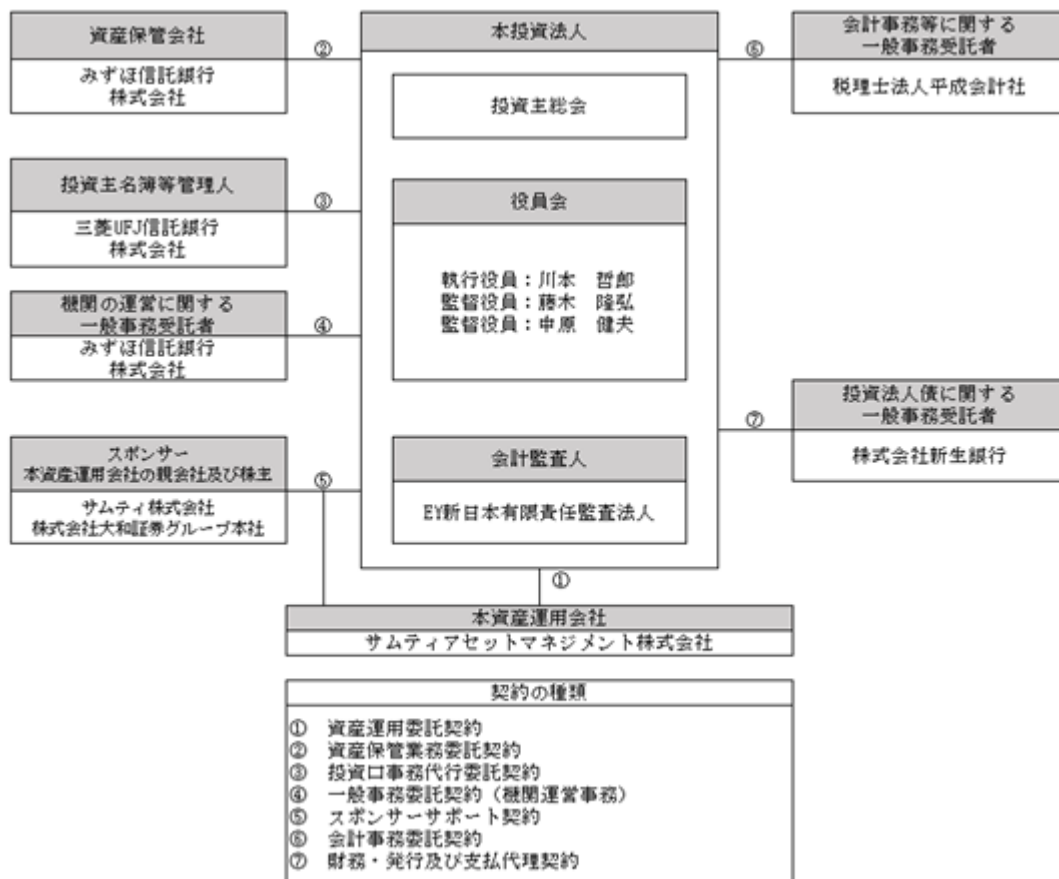 資産保管会社
みずほ信託銀行
株式会社
②
本投資法人
投資主総会
⑥
会計事務等に関する
一般事務受託者
税理士法人平成会計社
投資主名簿等管理人
三菱UFJ信託銀行
株式会社
③
役員会
執行役員：川本　哲郎
監督役員：藤木　隆弘
監督役員：中原　健夫
機関の運営に関する
一般事務受託者
みずほ信託銀行
株式会社
④
投資法人債に関する
一般事務受託者
株式会社新生銀行
⑦
スポンサー
本資産運用会社の親会社及び株主
サムティ株式会社
株式会社大和証券グループ本社
⑤
会計監査人
EY新日本有限責任監査法人
①
本資産運用会社
サムティアセットマネジメント株式会社
契約の種類
①　資産運用委託契約
②　資産保管業務委託契約
③　投資口事務代行委託契約
④　一般事務委託契約（機関運営事務）
⑤　スポンサーサポート契約
⑥　会計事務委託契約
⑦　財務・発行及び支払代理契約